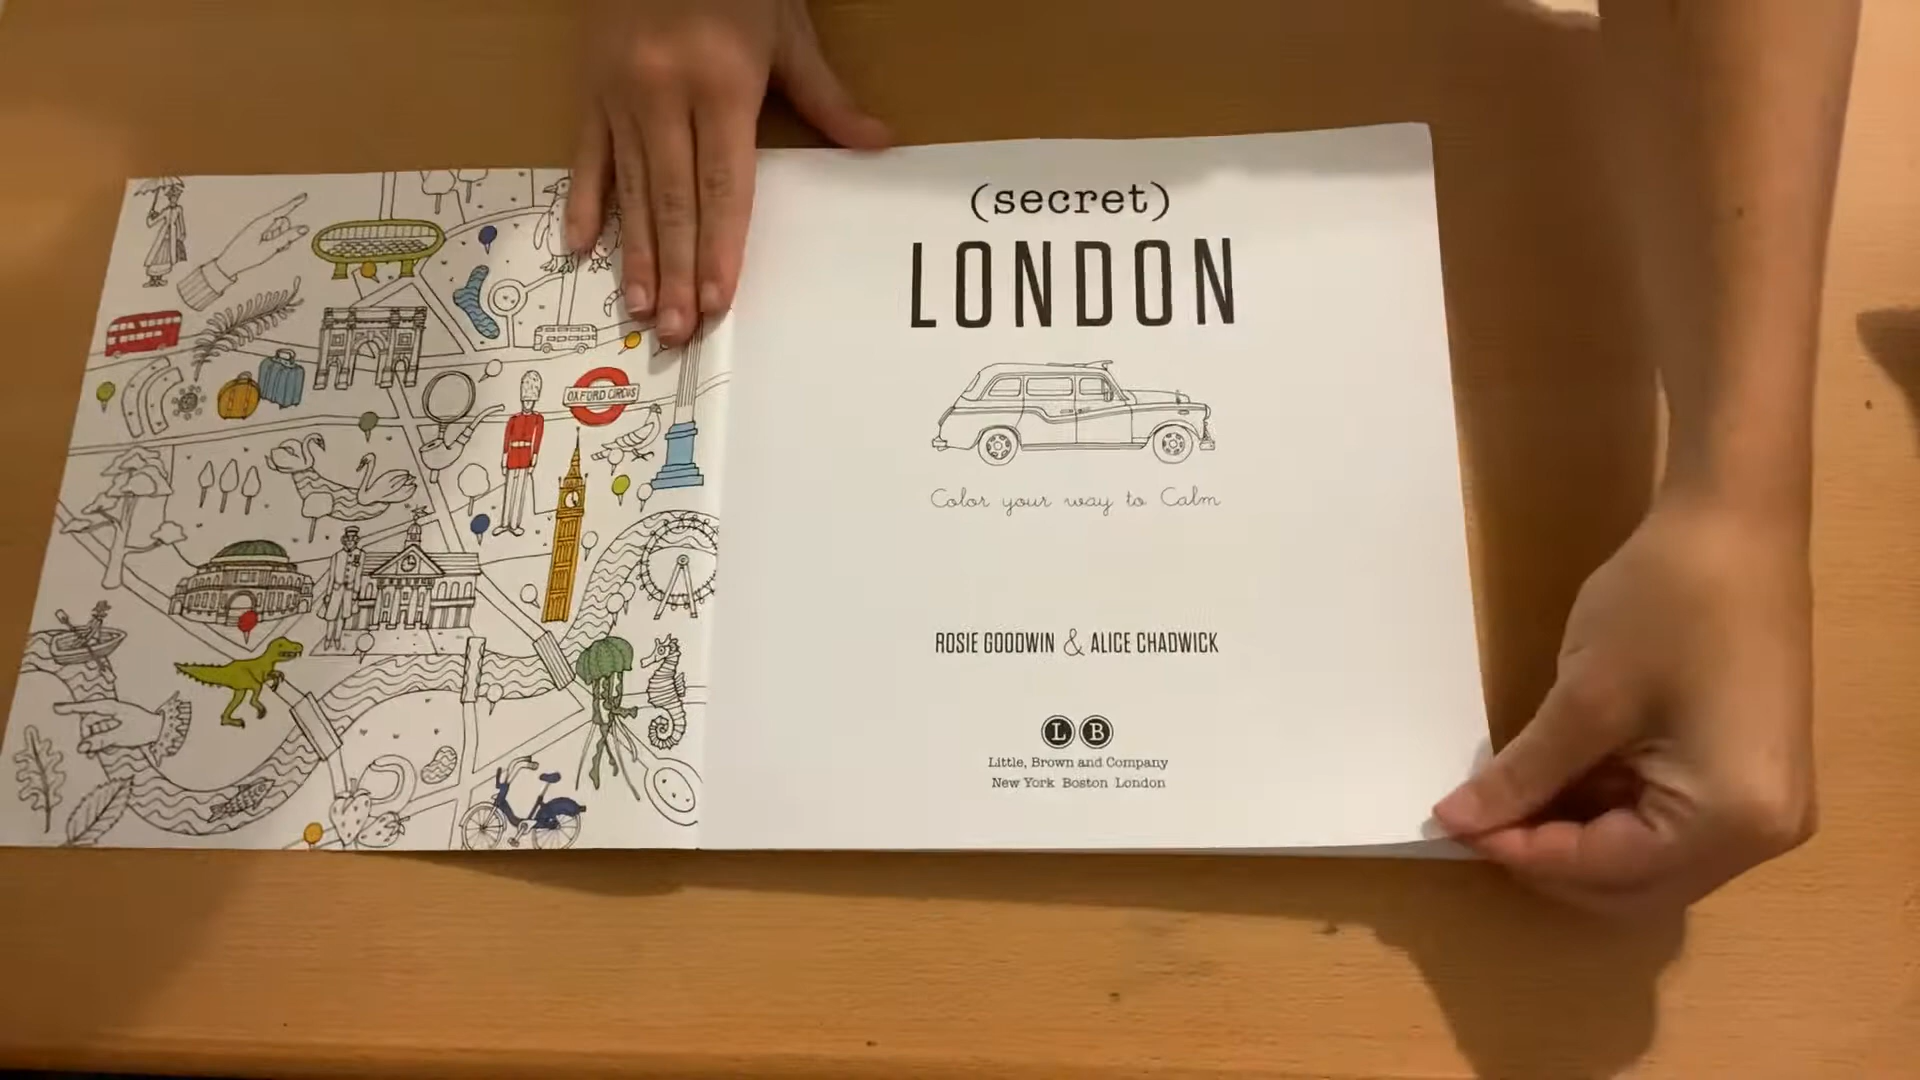 OXFORD CIRCUS
(secret)
LONDON
Color your way to Calm
ROSIE GOODWIN & ALICE CHADWICK
L B
Little, Brown and Company
New York Boston London